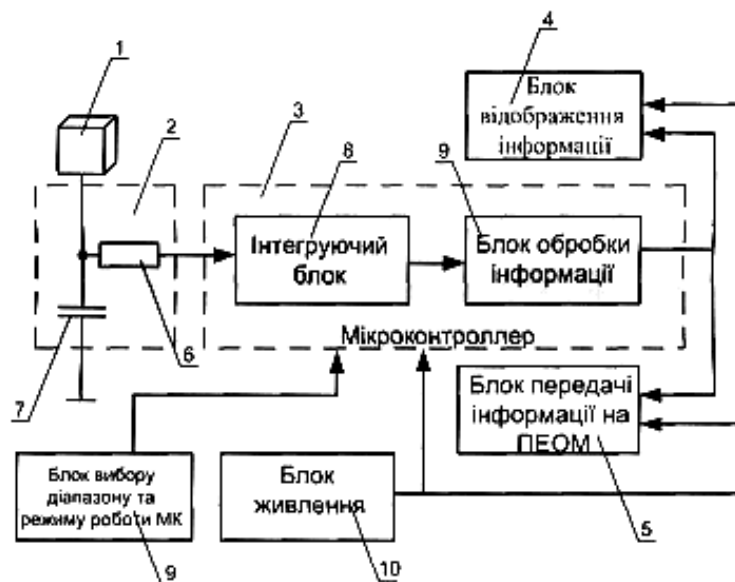 1
2
3
4
Блок
відображення
інформації
6
9
Інтегруючий
блок
Блок обробки
інформації
Мікроконтроллер
7
6
Блок передачі
інформації на
ПЕОМ
5
Блок вибору
діапазону та
режиму роботи МК
9
Блок
живлення
10